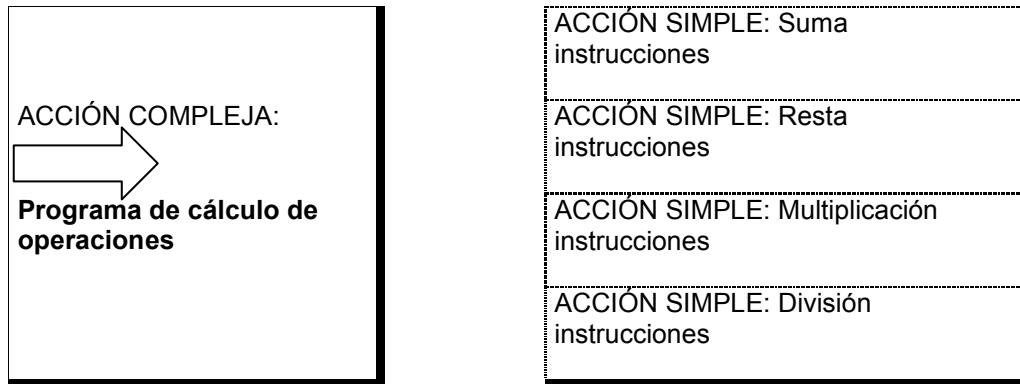 ACCIÓN COMPLEJA:
Programa de cálculo de
operaciones
ACCIÓN SIMPLE: Suma
instrucciones
ACCIÓN SIMPLE: Resta
instrucciones
ACCIÓN SIMPLE: Multiplicación
instrucciones
ACCIÓN SIMPLE: División
instrucciones